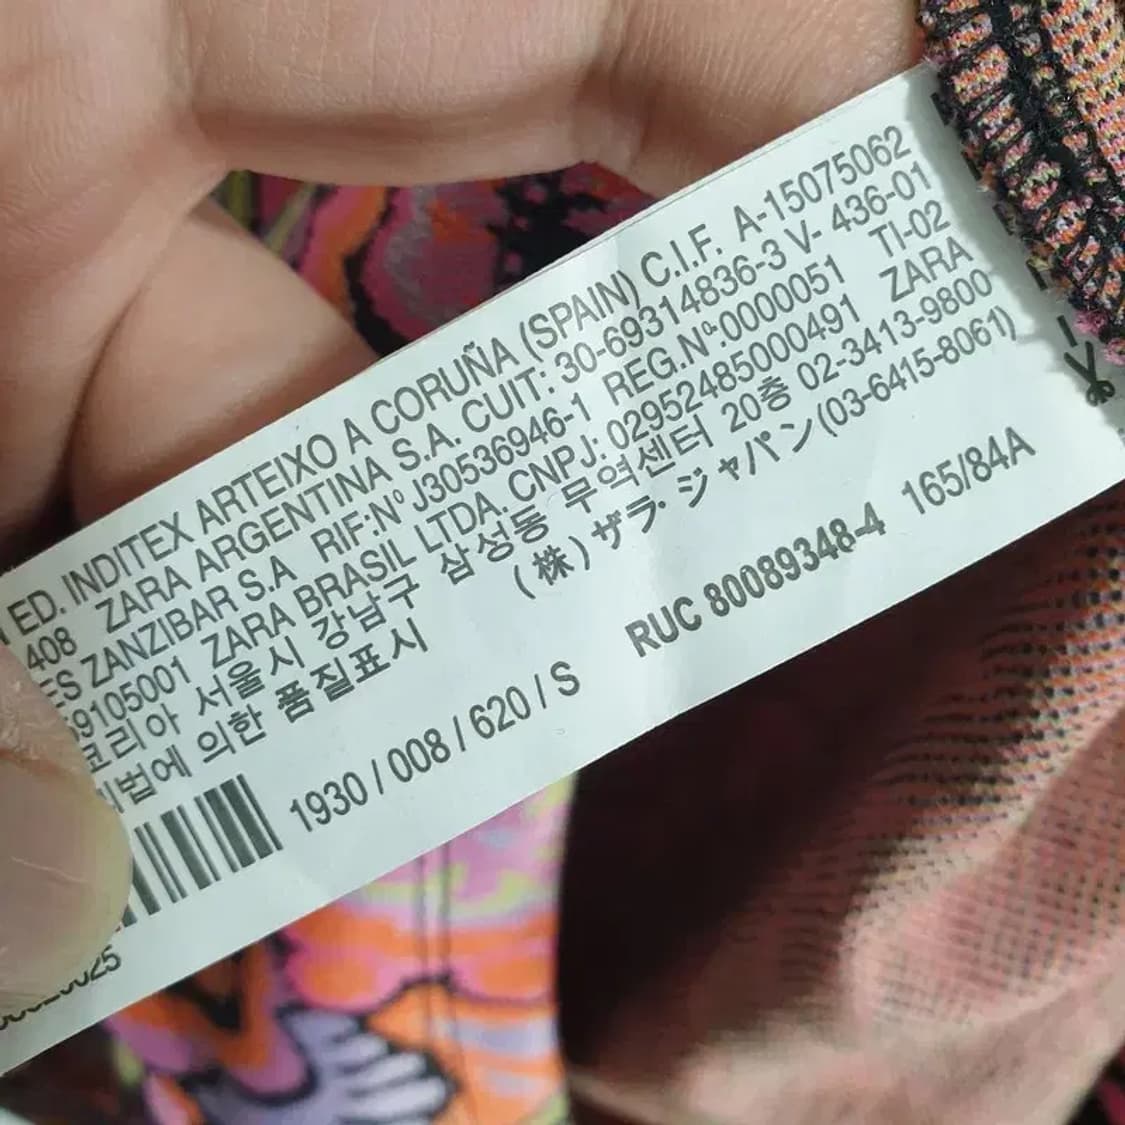 ED. INDITEX ARTEIXO A CORUÑA (SPAIN) C.I.F. A-15075062
408 ZARA ARGENTINA S.A. CUIT: 30-69314836-3 V- 436-01
ES ZANZIBAR S.A RIF:Nº J30536946-1 REG.Nº:0000051 TI-02
59105001 ZARA BRASIL LTDA. CNPJ: 02952485000491 ZARA
코리아 서울시 강남구 삼성동 무역센터 20층 02-3413-9800
법에 의한 품질표시 (株)ザラ・ジャパン(03-6415-8061)
1930 / 008 / 620 / S RUC 80089348-4 165/84A